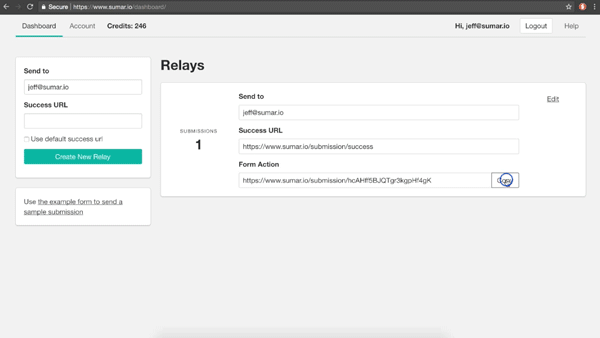 Secure https://www.sumar.io/dashboard/
Dashboard Account Credits: 246 Hi, jeff@sumar.io Logout Help
Send to
jeff@sumar.io
Success URL
Use default success url
Create New Relay
Use the example form to send a
sample submission
Relays
SUBMISSIONS
1
Send to
jeff@sumar.io
Success URL
https://www.sumar.io/submission/success
Form Action
https://www.sumar.io/submission/hcAHff5BJQTgr3kgpHf4gK
Copy
Edit